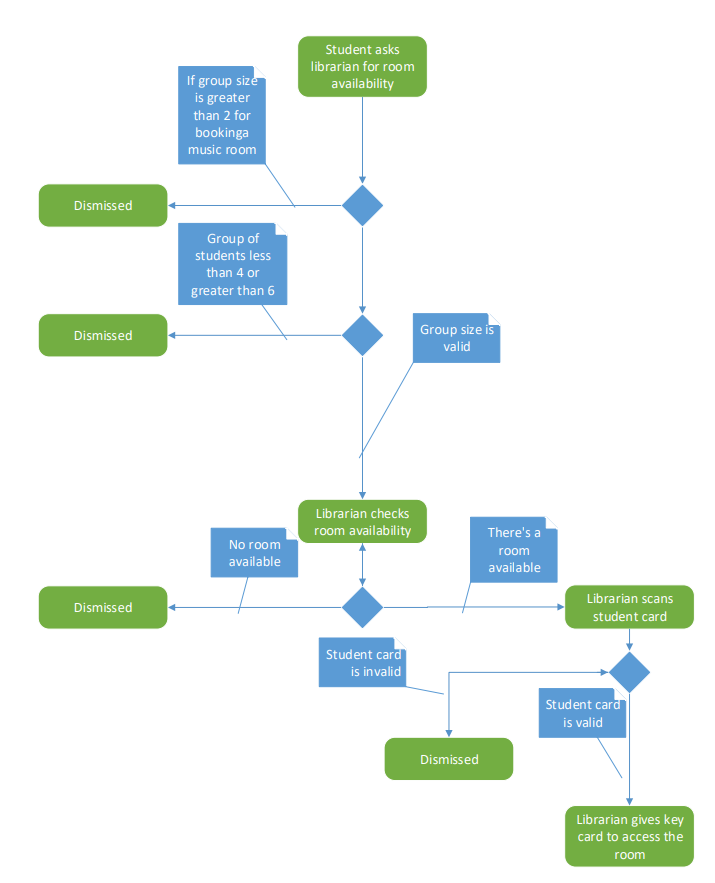 Student asks
librarian for room
availability
If group size
is greater
than 2 for
bookinga
music room
Dismissed
Group of
students less
than 4 or
greater than 6
Dismissed
Group size is
valid
Librarian checks
room availability
No room
available
There's a
room
available
Dismissed
Librarian scans
student card
Student card
is invalid
Student card
is valid
Dismissed
Librarian gives key
card to access the
room